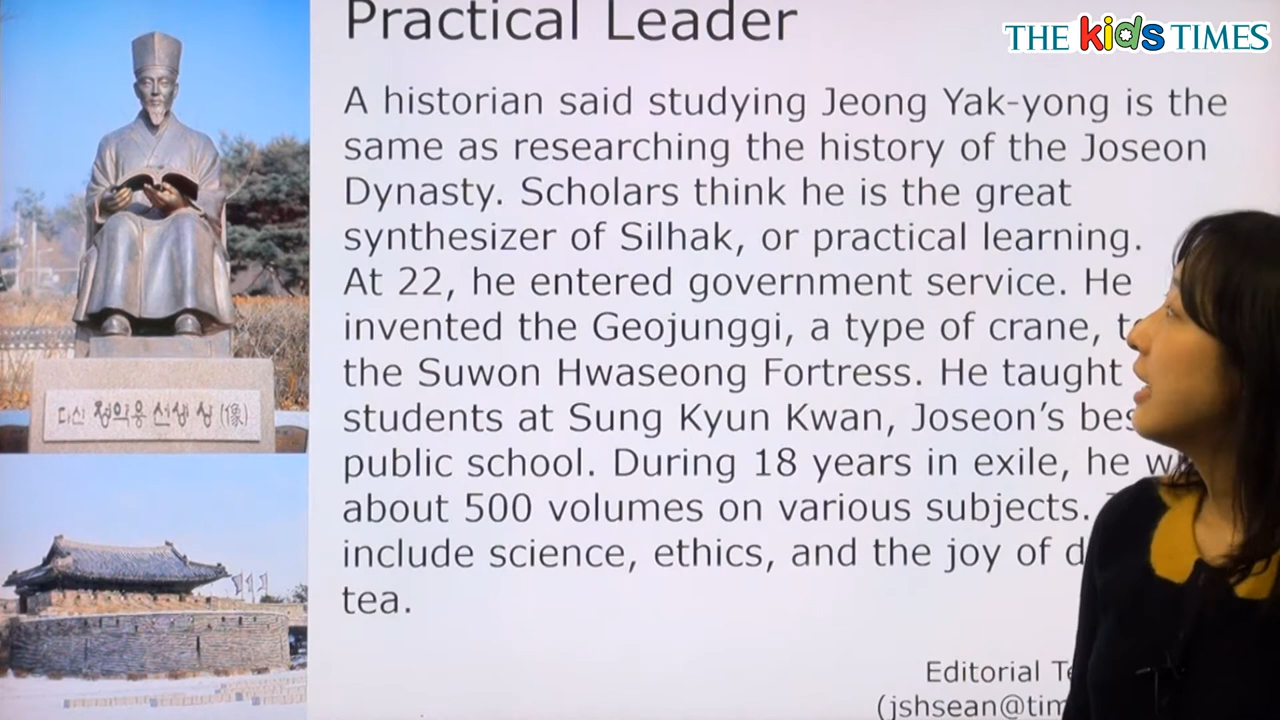 Practical Leader
THE kids TIMES
A historian said studying Jeong Yak-yong is the
same as researching the history of the Joseon
Dynasty. Scholars think he is the great
synthesizer of Silhak, or practical learning.
At 22, he entered government service. He
invented the Geojunggi, a type of crane,
the Suwon Hwaseong Fortress. He taught
students at Sung Kyun Kwan, Joseon’s
public school. During 18 years in exile, he
about 500 volumes on various subjects.
include science, ethics, and the joy of
tea.
정약용 선생 상 (像)
Editorial
(jshsean@tim